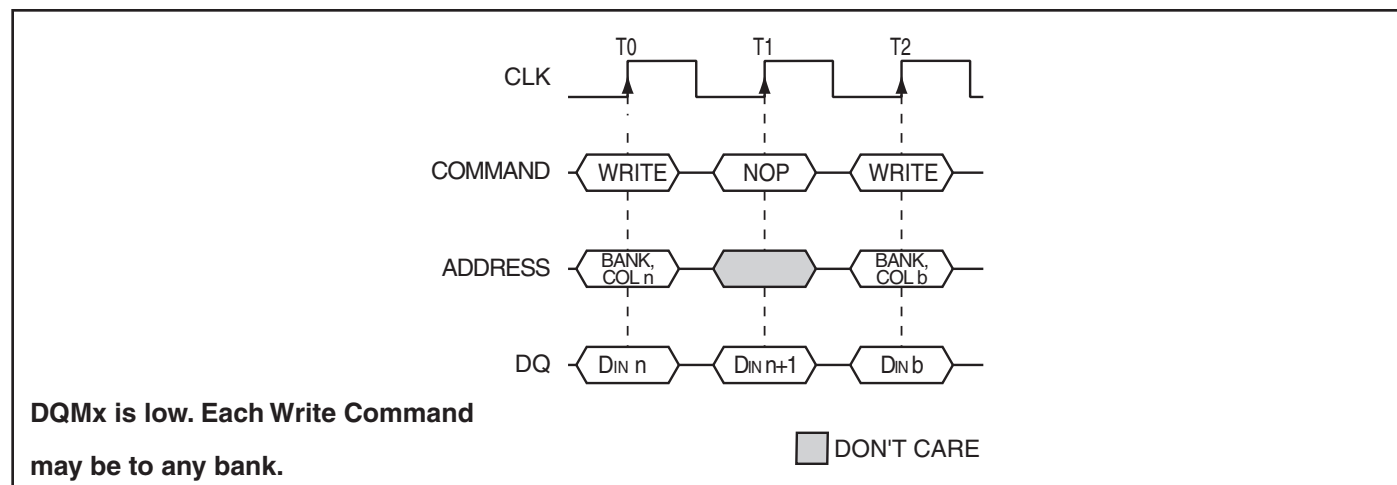 T0 T1 T2
CLK
COMMAND WRITE NOP WRITE
ADDRESS BANK, COL n BANK, COL b
DQ DIN n DIN n+1 DIN b
DQMx is low. Each Write Command
may be to any bank.
DON'T CARE